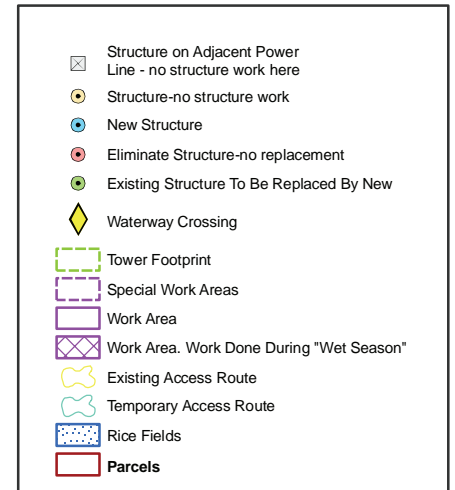 Structure on Adjacent Power
Line - no structure work here
Structure-no structure work
New Structure
Eliminate Structure-no replacement
Existing Structure To Be Replaced By New
Waterway Crossing
Tower Footprint
Special Work Areas
Work Area
Work Area. Work Done During "Wet Season"
Existing Access Route
Temporary Access Route
Rice Fields
Parcels